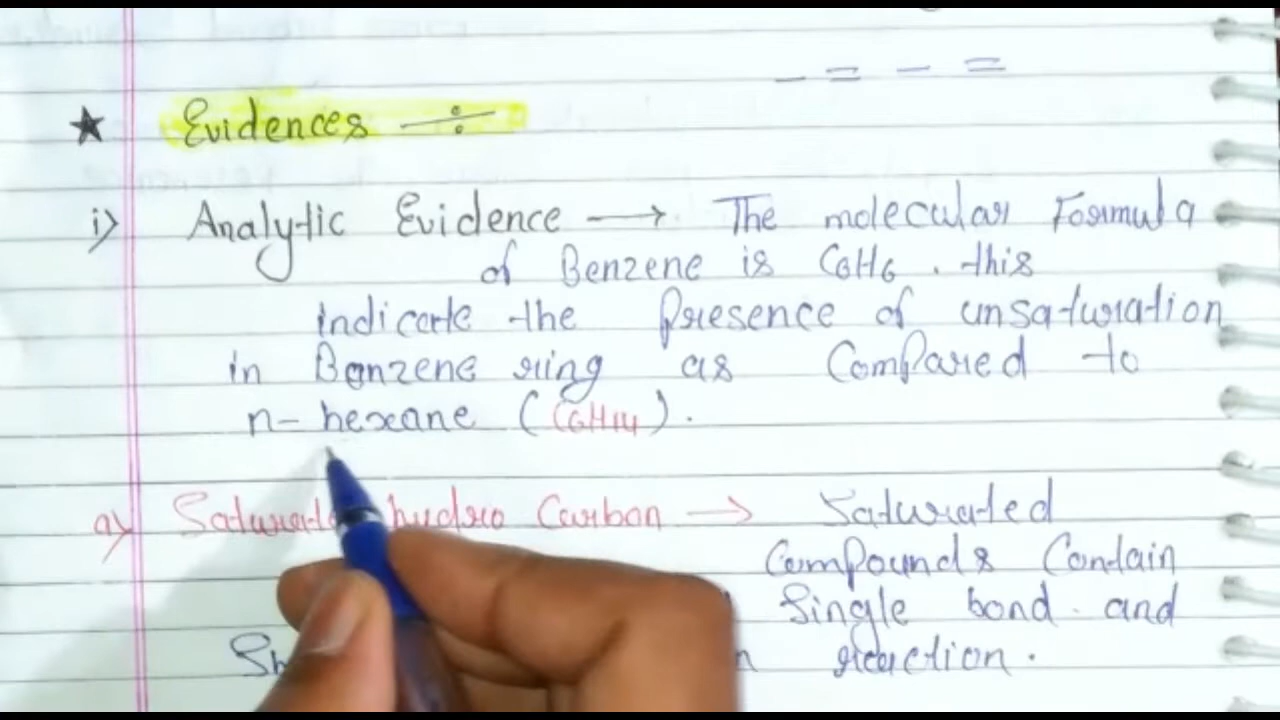 ★ Evidences ÷
i) Analytic Evidence → The molecular Formula
of Benzene is C6H6. this
indicate the Presence of unsaturation
in Benzene ring as Compared to
n-hexane (C6H14).
a) hydro Carbon → Saturated
Compounds Contain
Single bond and
reaction.